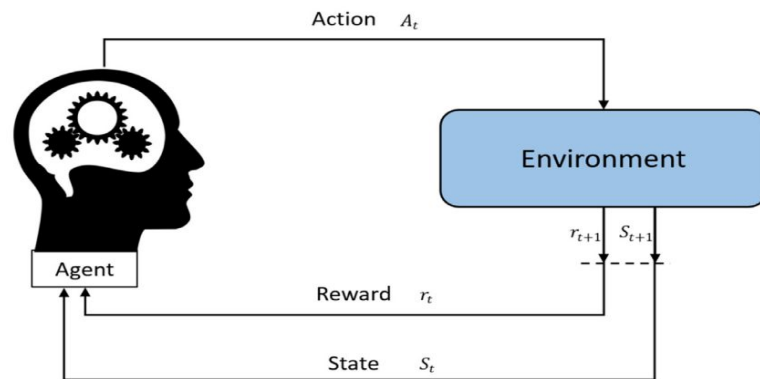 Action A_t
Environment
r_{t+1} S_{t+1}
Agent
Reward r_t
State S_t